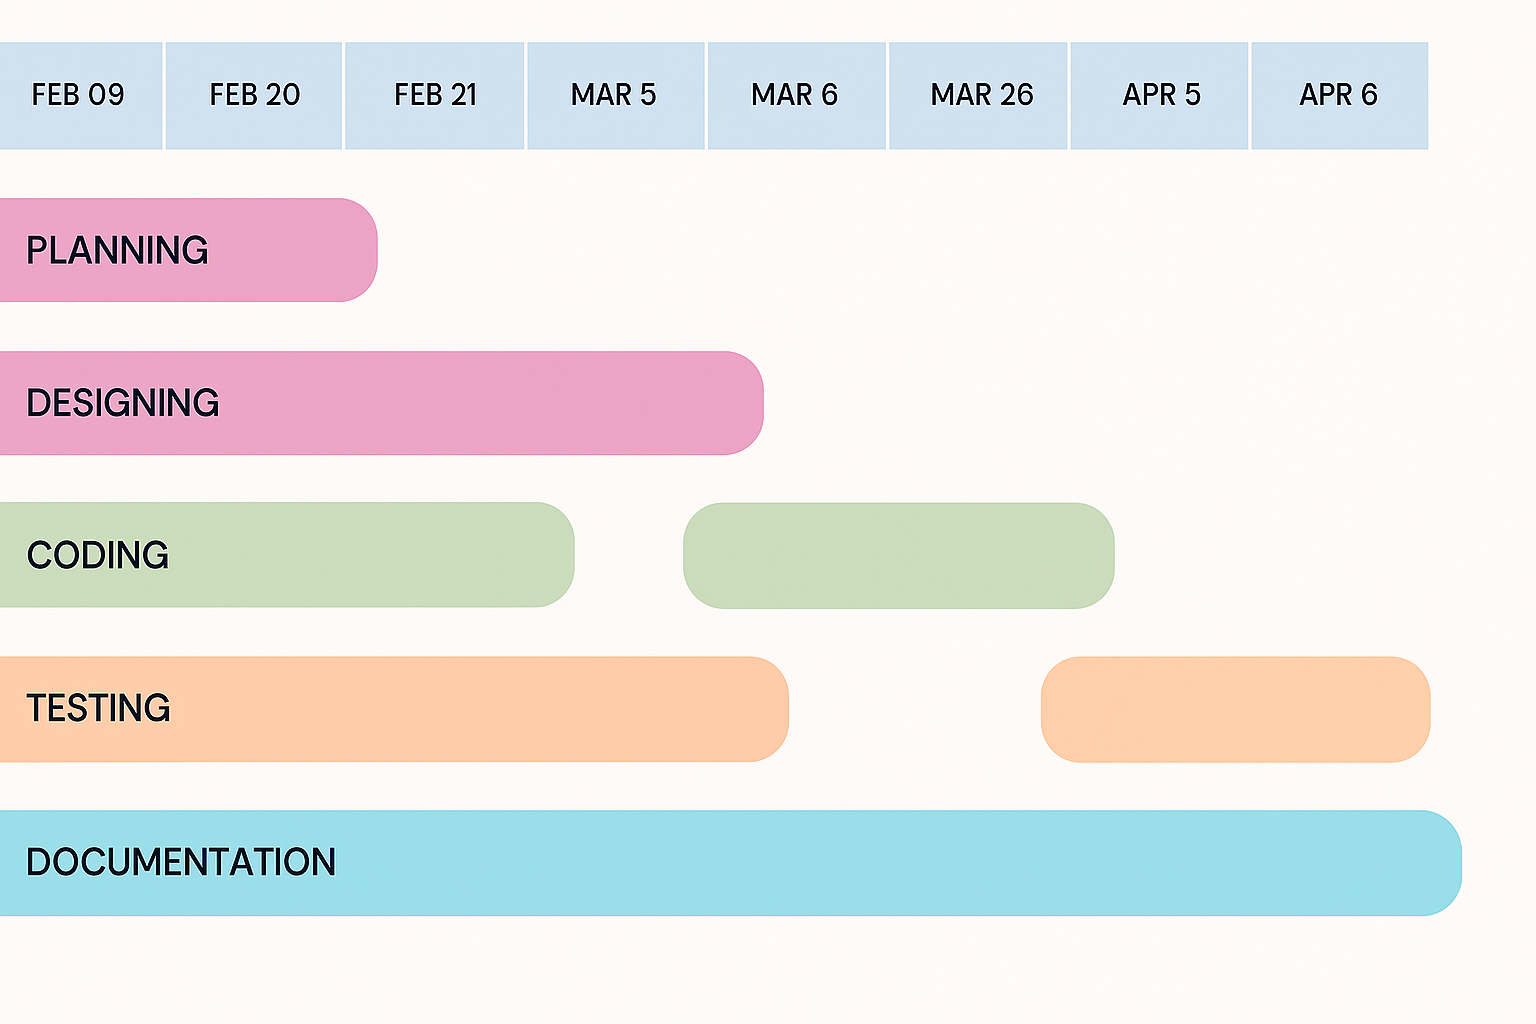 FEB 09 FEB 20 FEB 21 MAR 5 MAR 6 MAR 26 APR 5 APR 6
PLANNING
DESIGNING
CODING
TESTING
DOCUMENTATION